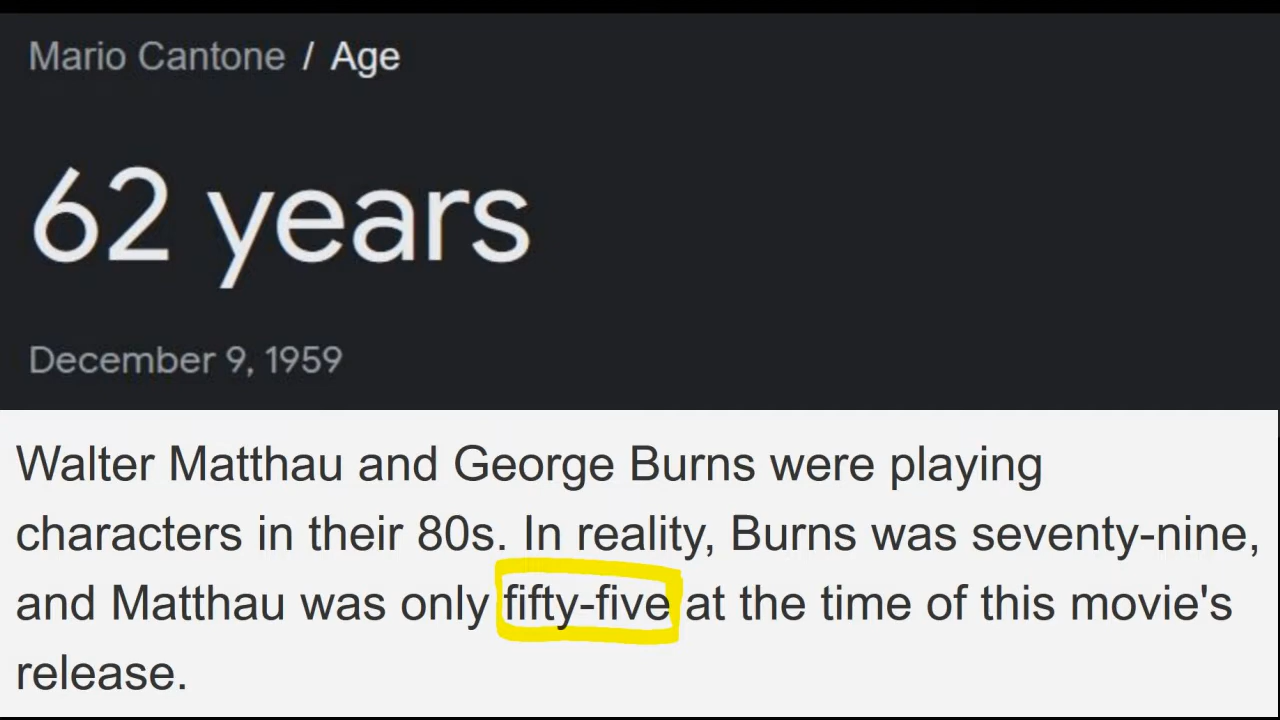 Mario Cantone / Age
62 years
December 9, 1959
Walter Matthau and George Burns were playing
characters in their 80s. In reality, Burns was seventy-nine,
and Matthau was only fifty-five at the time of this movie's
release.